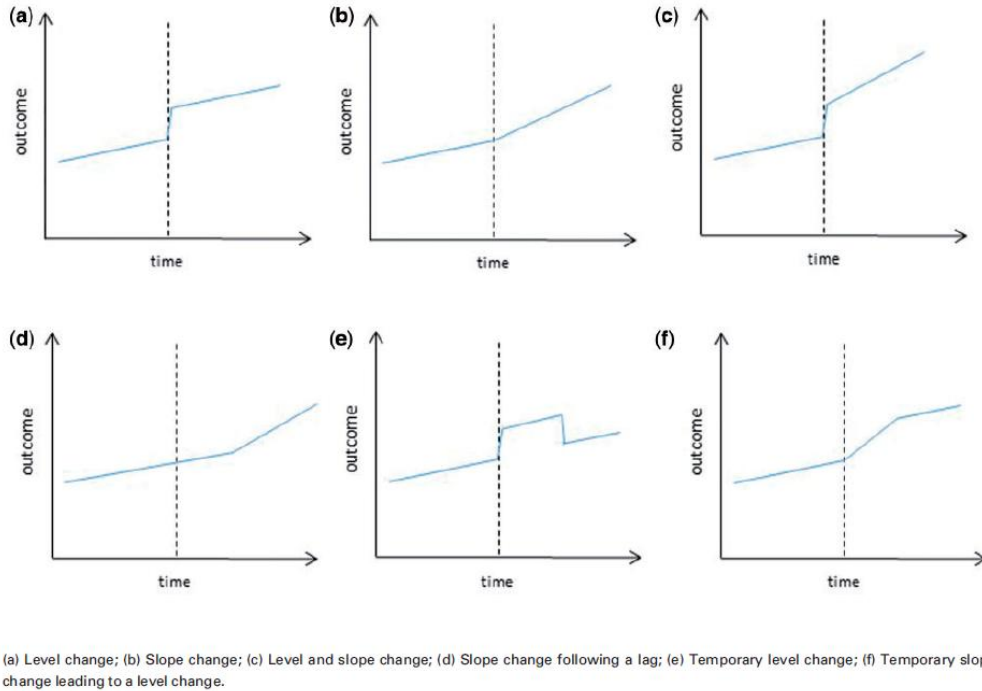 (a) (b) (c)
outcome outcome outcome
time time time
(d) (e) (f)
outcome outcome outcome
time time time
(a) Level change; (b) Slope change; (c) Level and slope change; (d) Slope change following a lag; (e) Temporary level change; (f) Temporary slop
change leading to a level change.